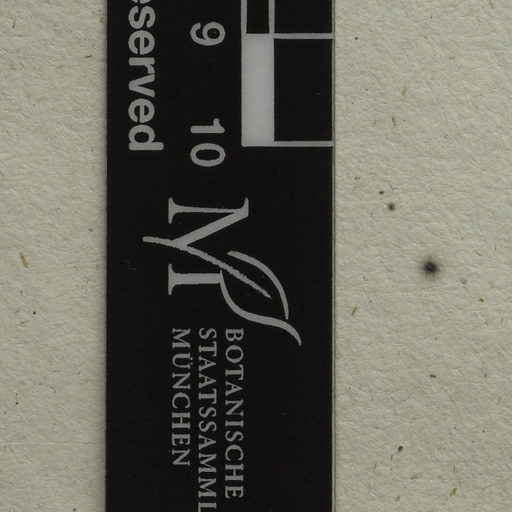 eserved
9 10
M
BOTANISCHE
STAATSSAMML
MÜNCHEN